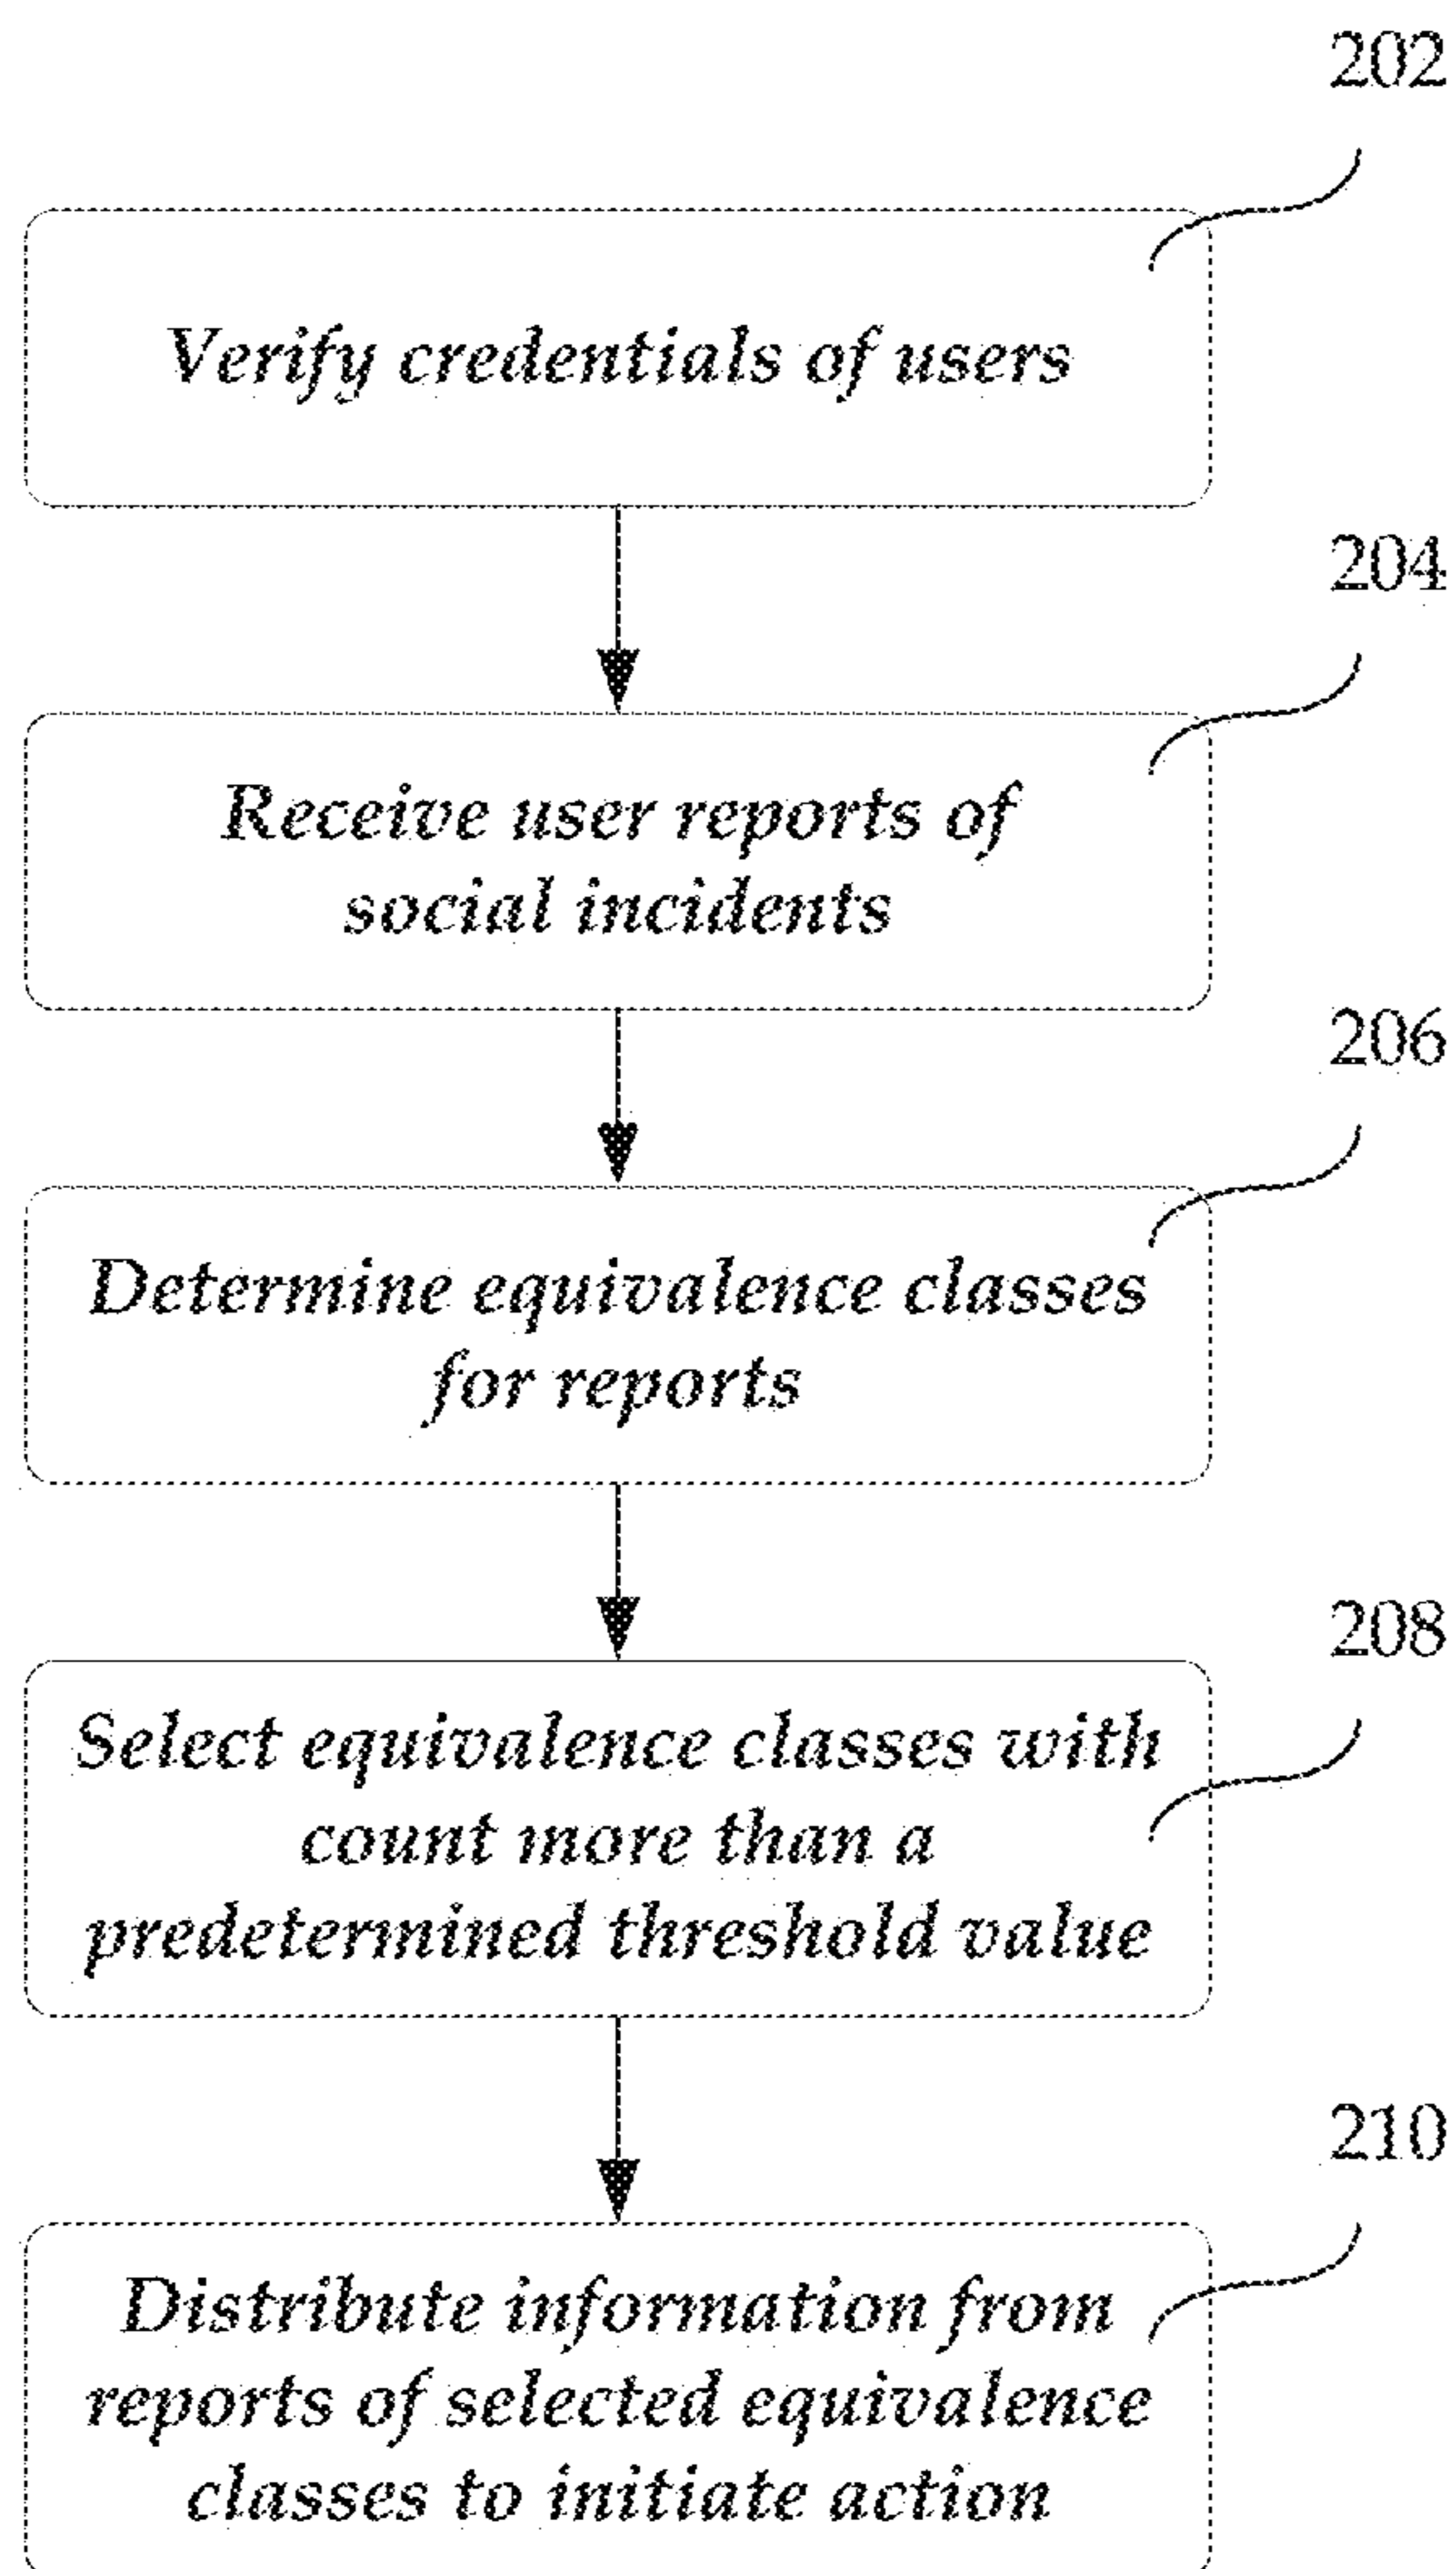 202
Verify credentials of users
204
Receive user reports of
social incidents
206
Determine equivalence classes
for reports
208
Select equivalence classes with
count more than a
predetermined threshold value
210
Distribute information from
reports of selected equivalence
classes to initiate action